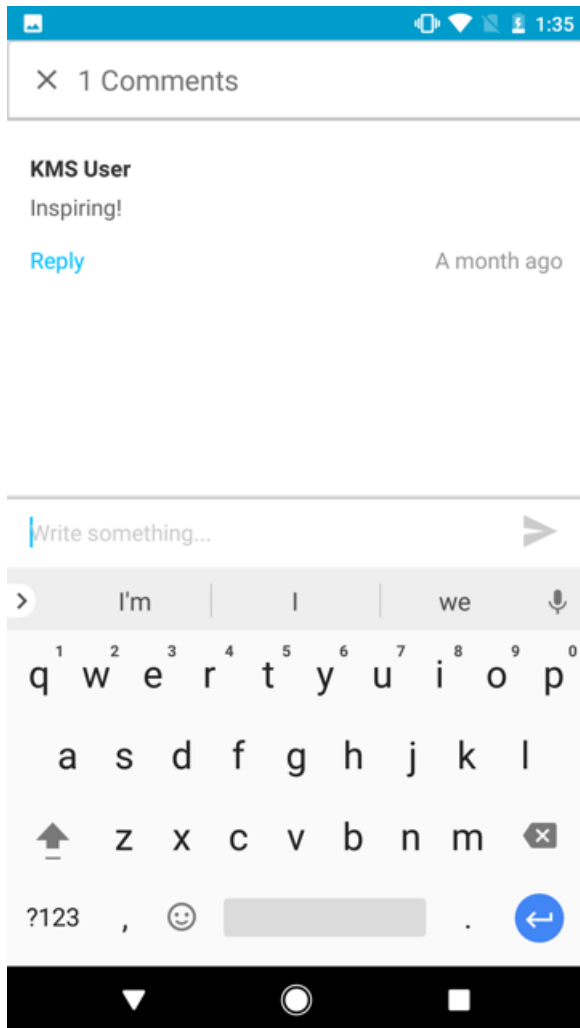 1:35
1 Comments
KMS User
Inspiring!
Reply A month ago
Write something...
I'm I we
1 2 3 4 5 6 7 8 9 0
q w e r t y u i o p
a s d f g h j k l
z x c v b n m
?123 , .